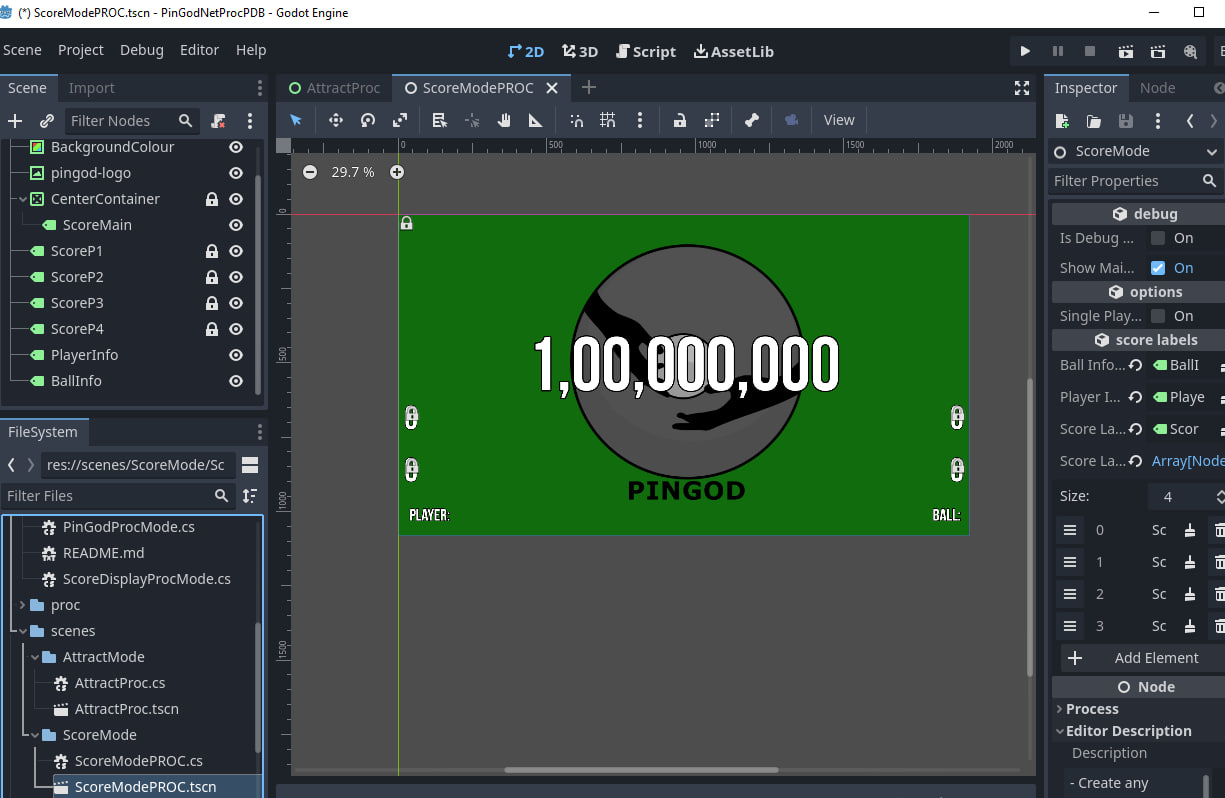 (*) ScoreModePROC.tscn - PinGodNetProcPDB - Godot Engine
Scene Project Debug Editor Help
2D 3D Script AssetLib
Scene Import
AttractProc ScoreModePROC
Inspector Node
Filter Nodes
View
BackgroundColour
pingod-logo
CenterContainer
ScoreMain
ScoreP1
ScoreP2
ScoreP3
ScoreP4
PlayerInfo
BallInfo
FileSystem
res://scenes/ScoreMode/Sc
Filter Files
PinGodProcMode.cs
README.md
ScoreDisplayProcMode.cs
proc
scenes
AttractMode
AttractProc.cs
AttractProc.tscn
ScoreMode
ScoreModePROC.cs
ScoreModePROC.tscn
0 500 1000 1500 2000
29.7 %
0
500
1000
1500
1,00,000,000
0 0
0 0
PINGOD
PLAYER: BALL:
ScoreMode
Filter Properties
debug
Is Debug ... On
Show Mai... On
options
Single Play... On
score labels
Ball Info... BallI
Player I... Playe
Score La... Scor
Score La... Array[Node
Size: 4
0 Sc
1 Sc
2 Sc
3 Sc
Add Element
Node
Process
Editor Description
Description
- Create any